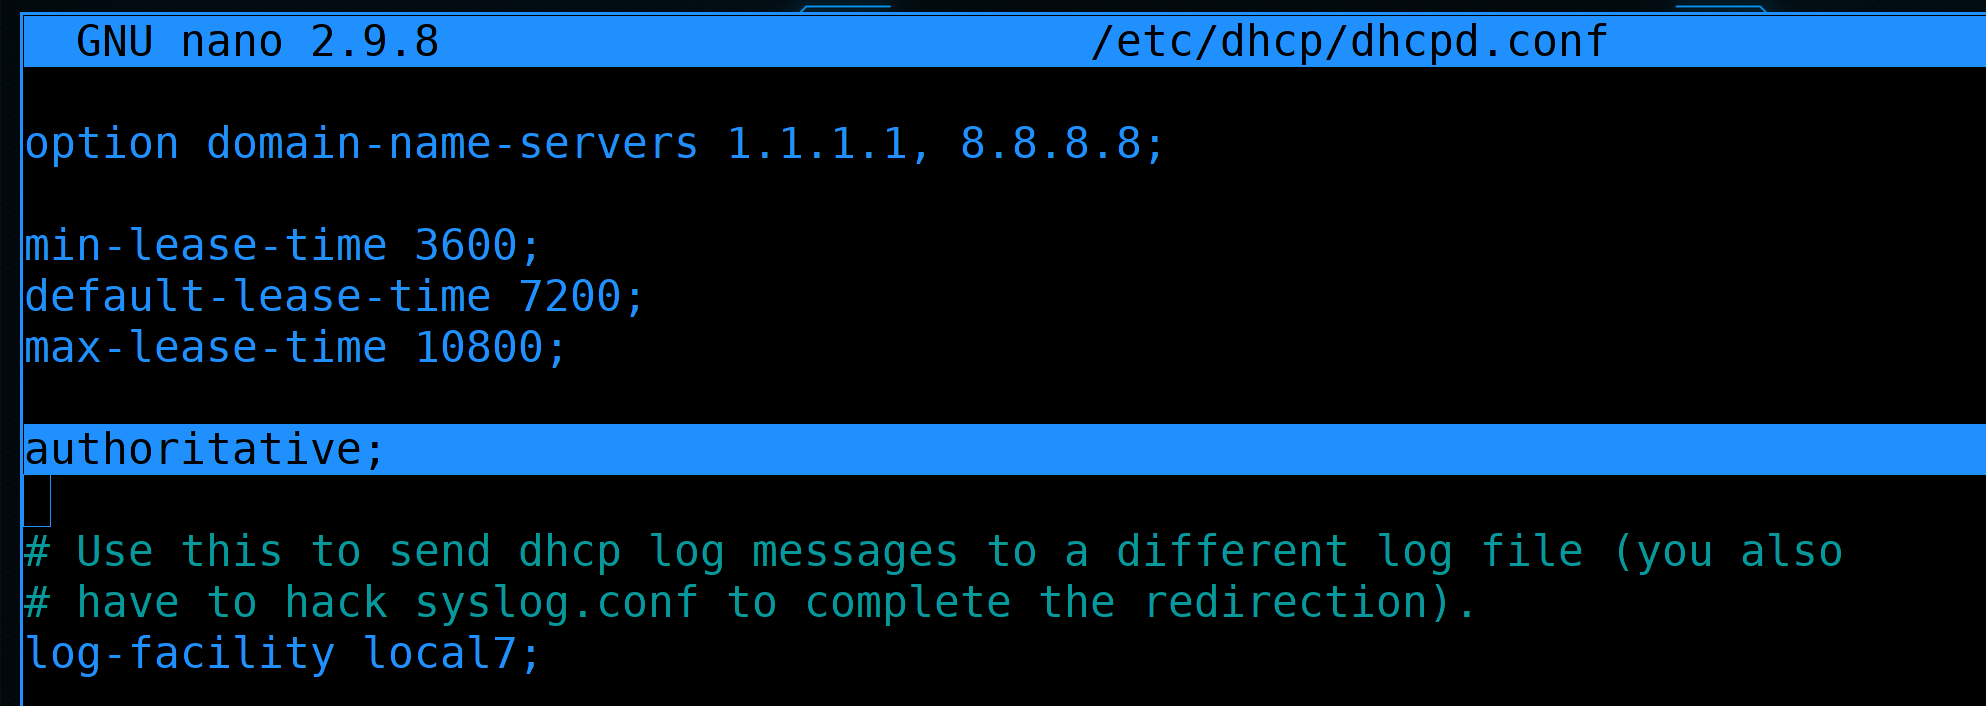 GNU nano 2.9.8 /etc/dhcp/dhcpd.conf
option domain-name-servers 1.1.1.1, 8.8.8.8;
min-lease-time 3600;
default-lease-time 7200;
max-lease-time 10800;
authoritative;
# Use this to send dhcp log messages to a different log file (you also
# have to hack syslog.conf to complete the redirection).
log-facility local7;